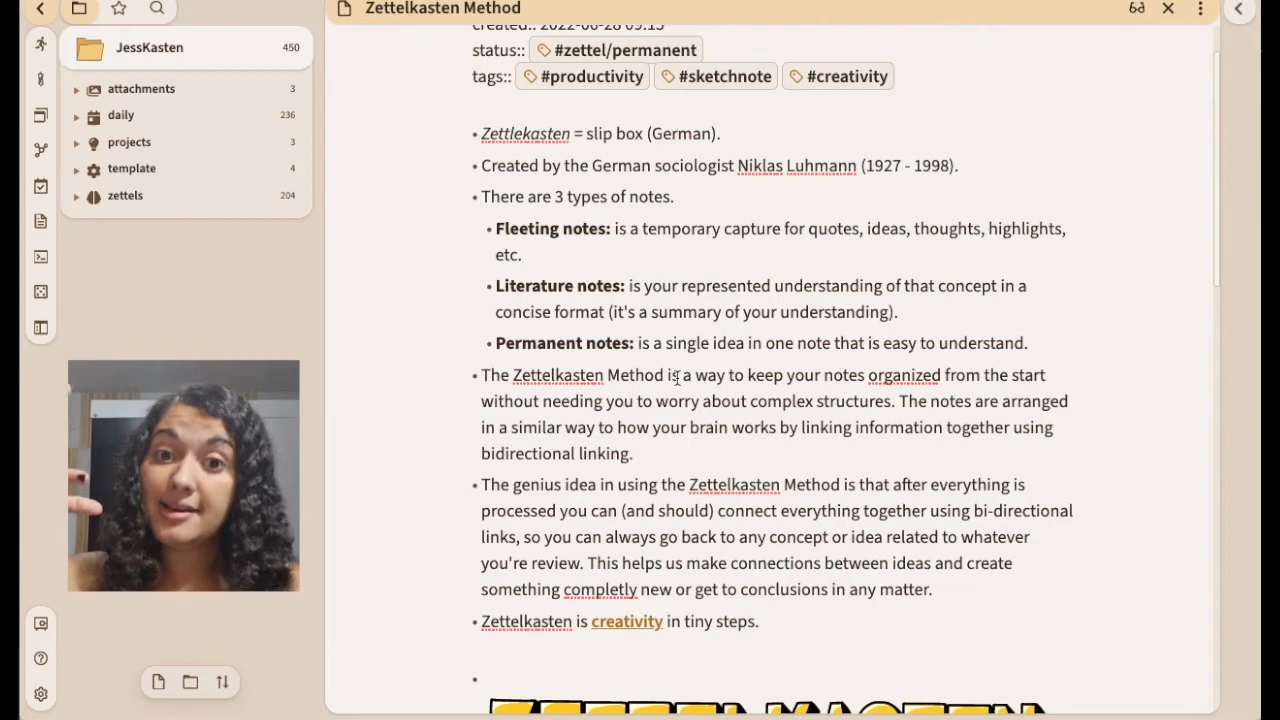 Zettelkasten Method
JessKasten 450
attachments 3
daily 236
projects 3
template 4
zettels 204
created:: 2022-06-28 09:15
status:: #zettel/permanent
tags:: #productivity #sketchnote #creativity
• Zettlekasten = slip box (German).
• Created by the German sociologist Niklas Luhmann (1927 - 1998).
• There are 3 types of notes.
• Fleeting notes: is a temporary capture for quotes, ideas, thoughts, highlights,
etc.
• Literature notes: is your represented understanding of that concept in a
concise format (it's a summary of your understanding).
• Permanent notes: is a single idea in one note that is easy to understand.
• The Zettelkasten Method is a way to keep your notes organized from the start
without needing you to worry about complex structures. The notes are arranged
in a similar way to how your brain works by linking information together using
bidirectional linking.
• The genius idea in using the Zettelkasten Method is that after everything is
processed you can (and should) connect everything together using bi-directional
links, so you can always go back to any concept or idea related to whatever
you're review. This helps us make connections between ideas and create
something completly new or get to conclusions in any matter.
• Zettelkasten is creativity in tiny steps.
•
ZETTELKASTEN